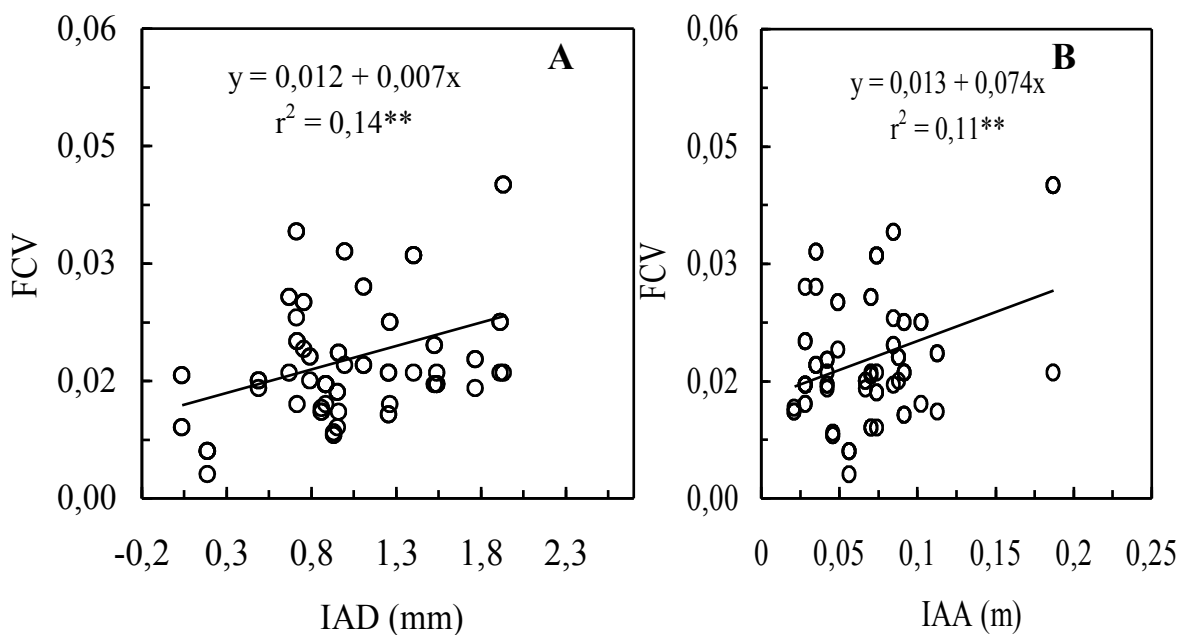 0,06
A
y = 0,012 + 0,007x
r² = 0,14**
0,05
FCV
0,03
0,02
0,00
-0,2 0,3 0,8 1,3 1,8 2,3
IAD (mm)
0,06
B
y = 0,013 + 0,074x
r² = 0,11**
0,05
FCV
0,03
0,02
0,00
0 0,05 0,1 0,15 0,2 0,25
IAA (m)